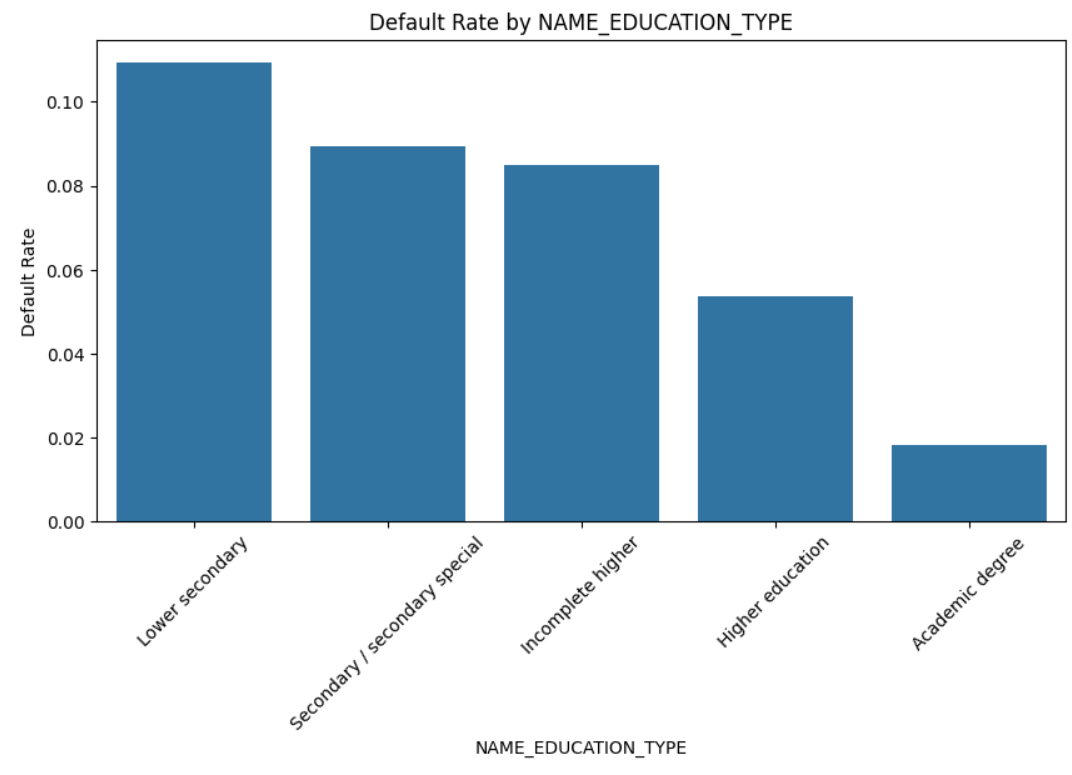 Default Rate by NAME_EDUCATION_TYPE
Default Rate
0.10
0.08
0.06
0.04
0.02
0.00
Lower secondary
Secondary / secondary special
Incomplete higher
Higher education
Academic degree
NAME_EDUCATION_TYPE